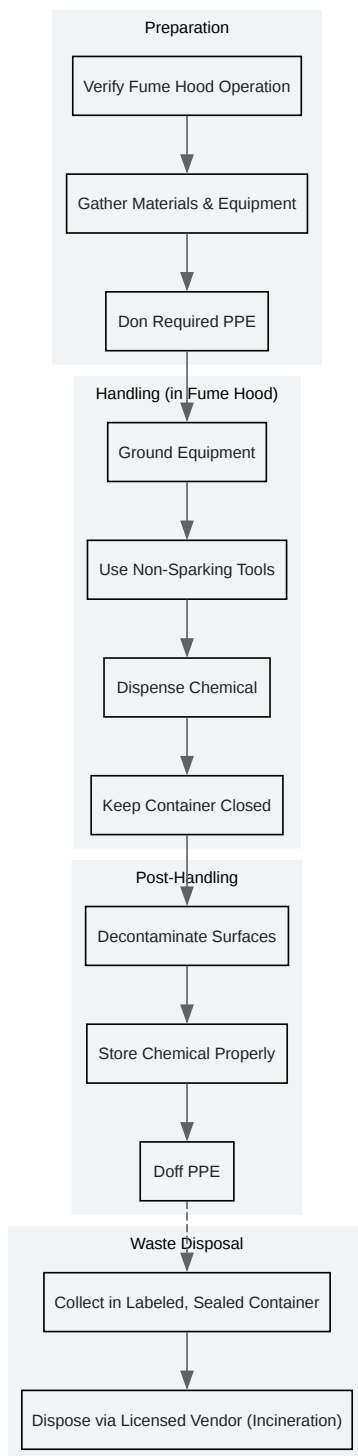 Preparation
Verify Fume Hood Operation
Gather Materials & Equipment
Don Required PPE
Handling (in Fume Hood)
Ground Equipment
Use Non-Sparking Tools
Dispense Chemical
Keep Container Closed
Post-Handling
Decontaminate Surfaces
Store Chemical Properly
Doff PPE
Waste Disposal
Collect in Labeled, Sealed Container
Dispose via Licensed Vendor (Incineration)